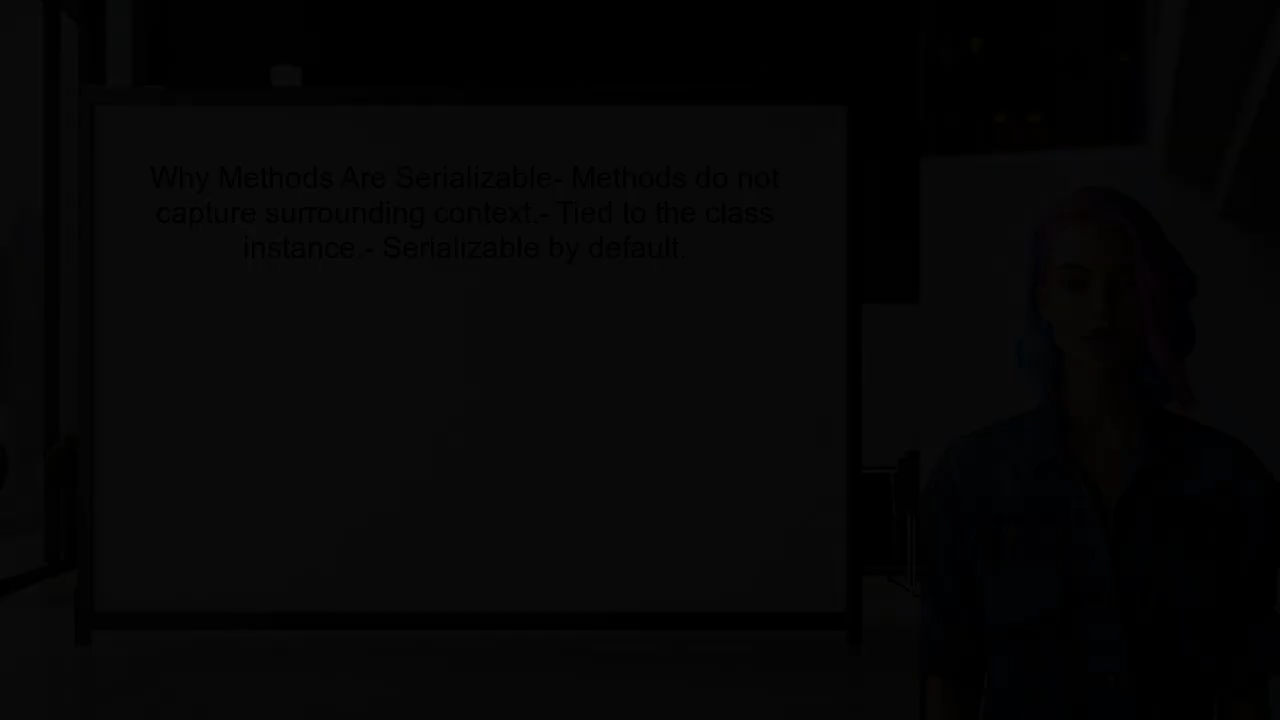 Why Methods Are Serializable- Methods do not
capture surrounding context.- Tied to the class
instance.- Serializable by default.